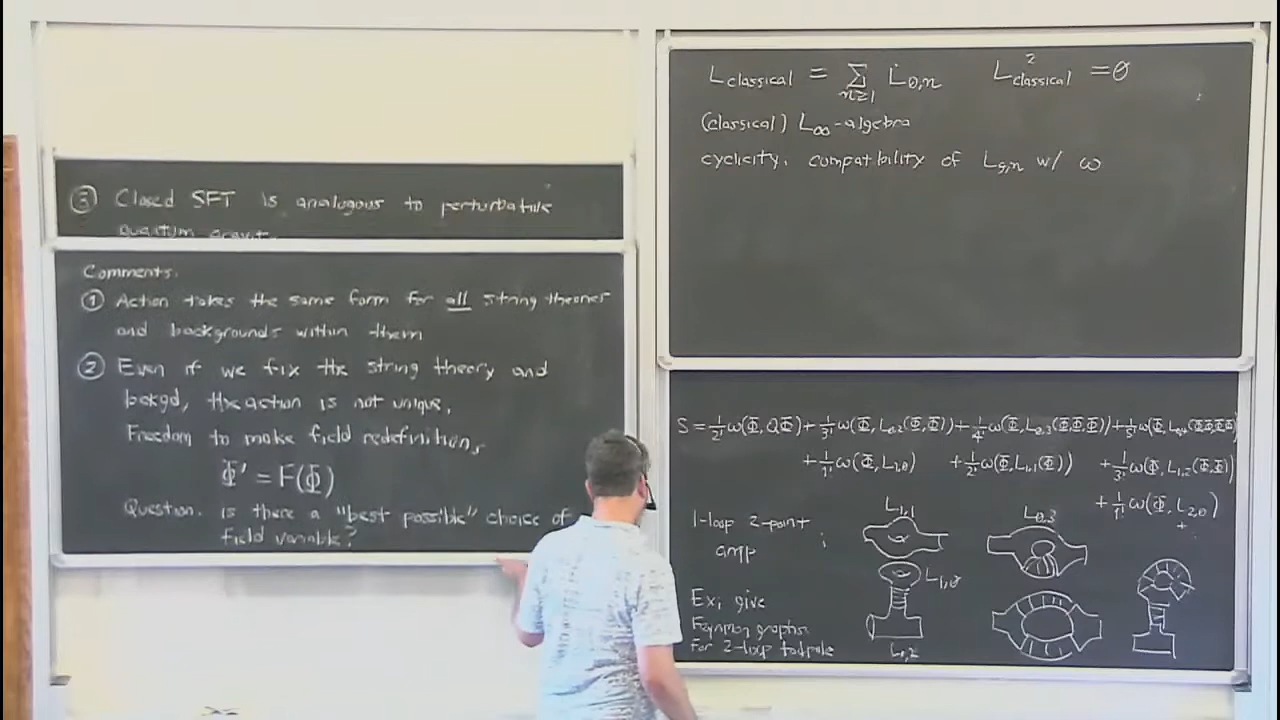 ③ Closed SFT is analogous to perturbative
quantum gravity.
Comments.
① Action takes the same form for all string theories
and backgrounds within them
② Even if we fix the string theory and
bckgd, the action is not unique.
Freedom to make field redefinitions
Φ' = F(Φ)
Question. is there a "best possible" choice of
field variable?
L_classical = Σ_{n≥1} L_{0,n} L²_classical = 0
(classical) L∞-algebra
cyclicity. compatibility of L_{g,n} w/ ω
S = 1/2! ω(Φ, QΦ) + 1/3! ω(Φ, L_{0,2}(Φ,Φ)) + 1/4! ω(Φ, L_{0,3}(Φ,Φ,Φ)) + 1/5! ω(Φ, L_{0,4}(Φ,Φ,Φ,Φ))
+ 1/1! ω(Φ, L_{1,0}) + 1/2! ω(Φ, L_{1,1}(Φ)) + 1/3! ω(Φ, L_{1,2}(Φ,Φ))
+ 1/1! ω(Φ, L_{2,0})
+
1-loop 2-point
amp ;
L_{1,1}
L_{0,3}
L_{1,0}
L_{0,2}
Ex; give
Feynman graphs
For 2-loop tadpole